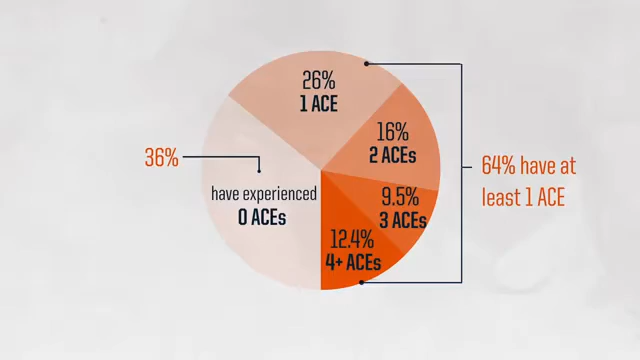 26%
1 ACE
16%
2 ACEs
36%
64% have at
least 1 ACE
have experienced
0 ACEs
9.5%
3 ACEs
12.4%
4+ ACEs